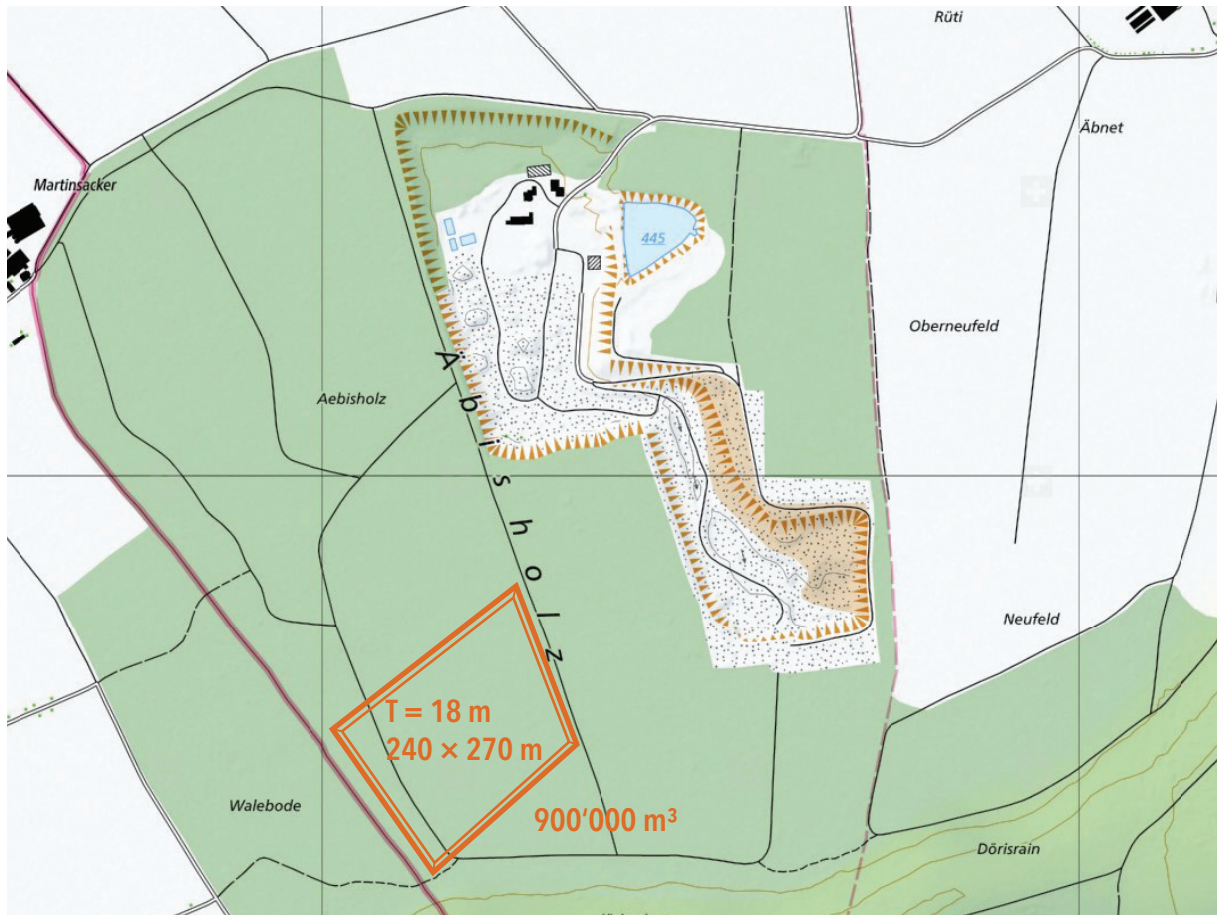 Rüti
Äbnet
Martinsacker
445
Oberneufeld
Aebisholz
Äbisholz
Neufeld
T = 18 m
240 × 270 m
Walebode
900'000 m³
Dörisrain